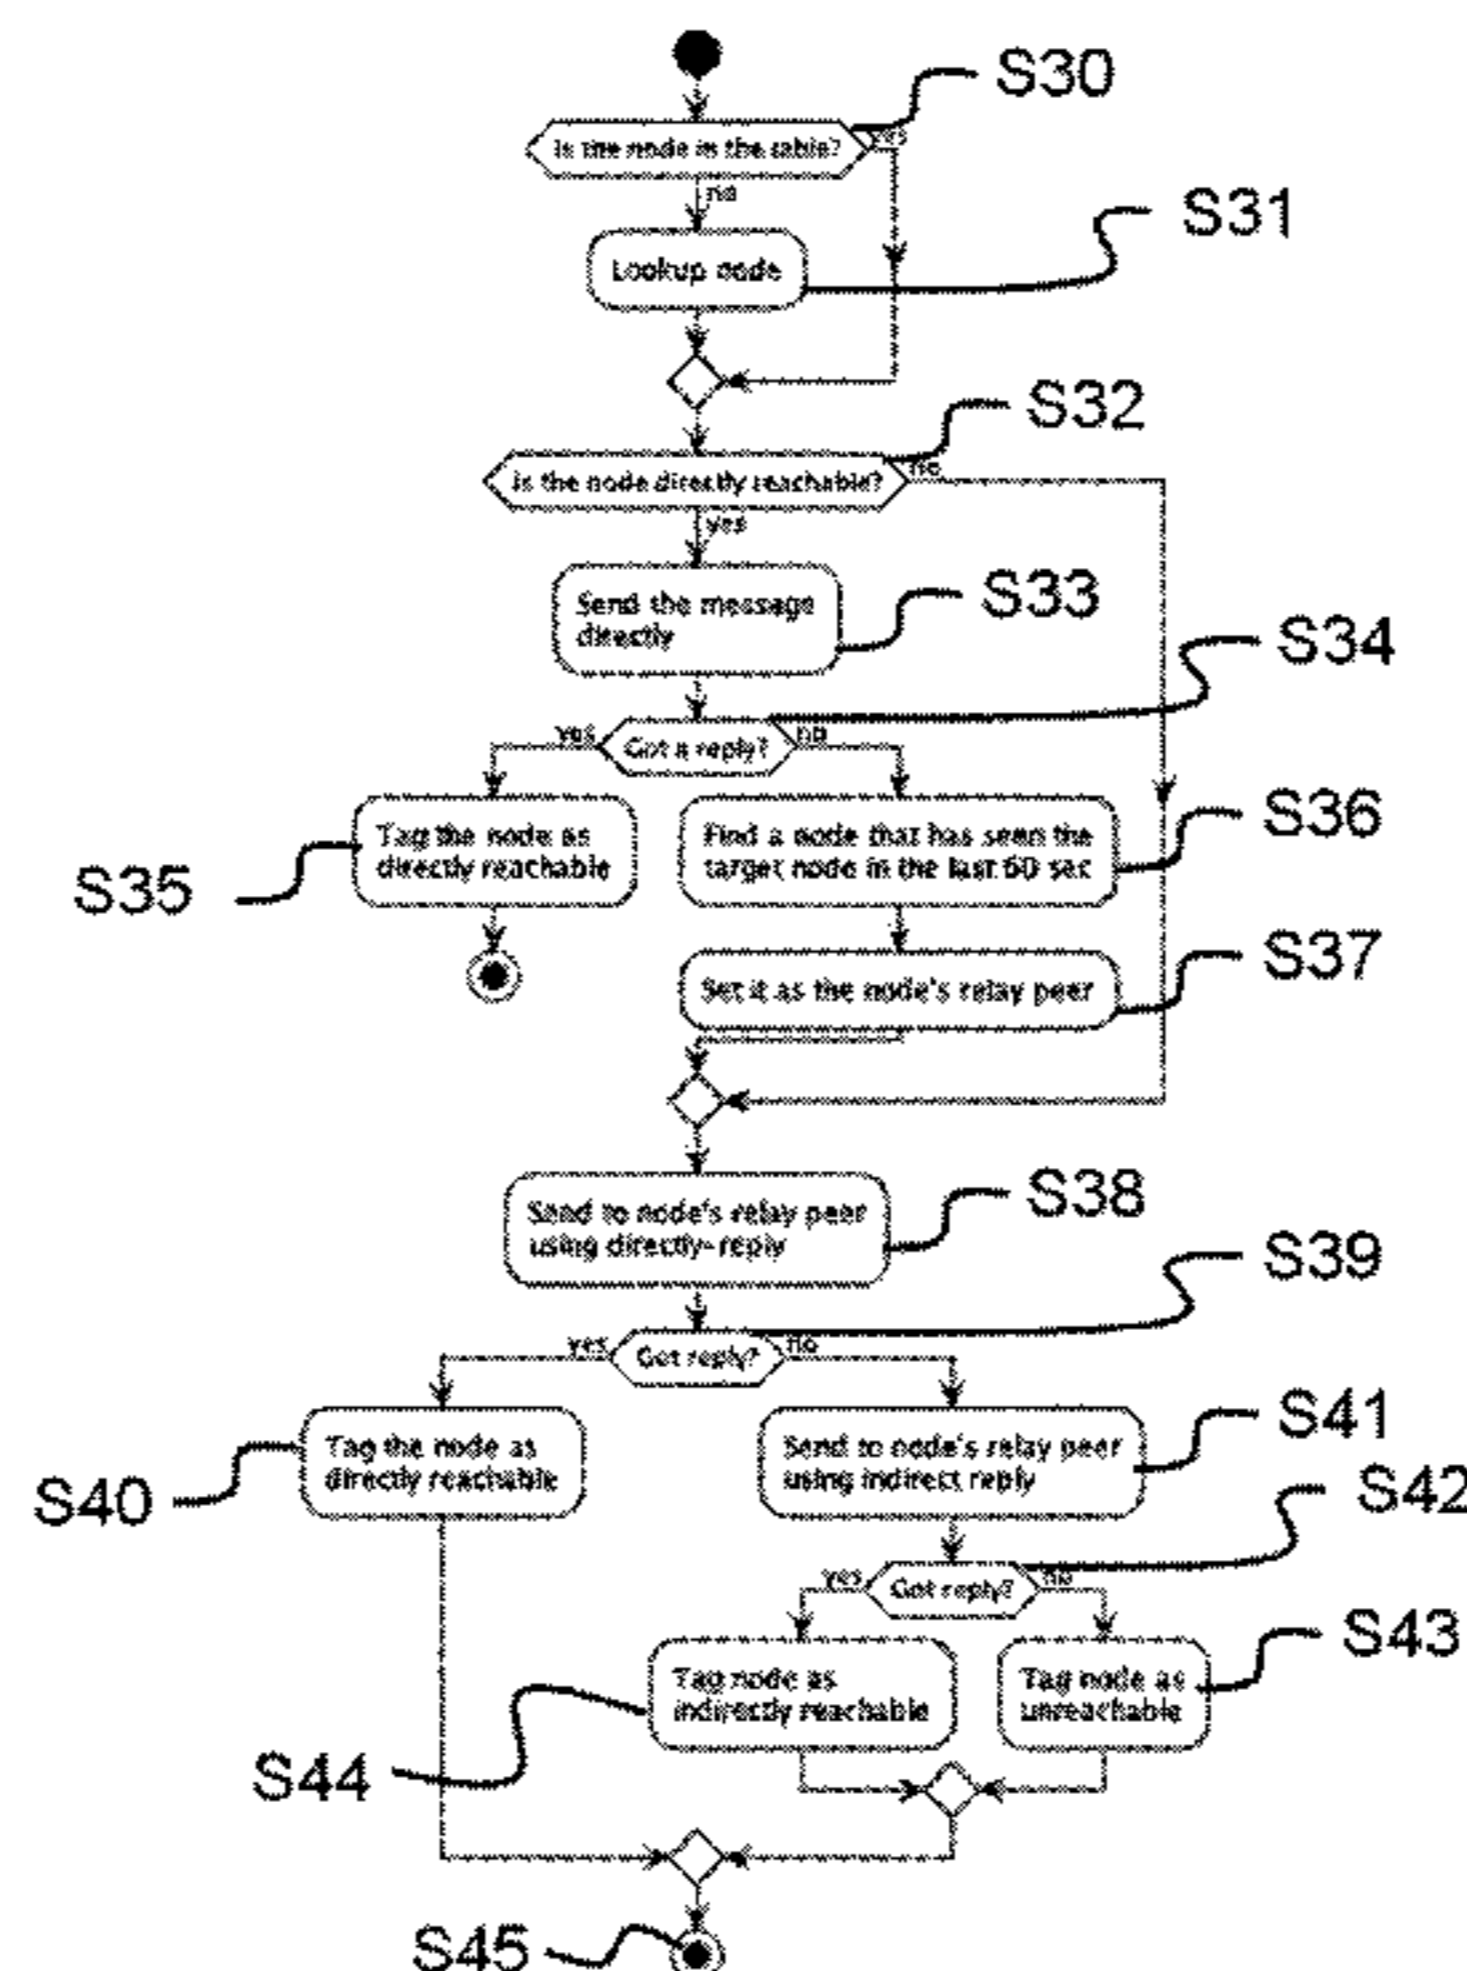 S30
Is the node in the table?
yes
no
S31
Lookup node
S32
Is the node directly reachable?
no
yes
S33
Send the message
directly
S34
yes
Got a reply?
no
S36
Tag the node as
directly reachable
Find a node that has seen the
target node in the last 60 sec
S35
S37
Set it as the node's relay peer
S38
Send to node's relay peer
using directly-reply
S39
yes
Got reply?
no
S41
Tag the node as
directly reachable
Send to node's relay peer
using indirect reply
S40
S42
yes
Got reply?
no
S43
Tag node as
indirectly reachable
Tag node as
unreachable
S44
S45